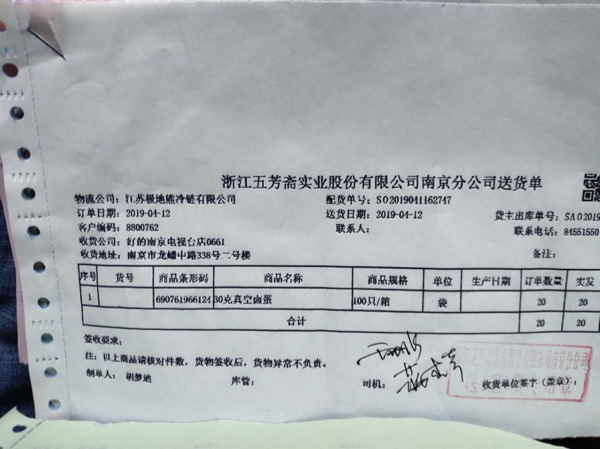 浙江五芳斋实业股份有限公司南京分公司送货单
物流公司：江苏极地熊冷链有限公司 配货单号：SO2019041162747
订单日期：2019-04-12 送货日期：2019-04-12 货主出库单号：SA02019
客户编码：8800762 联系人： 联系电话：84551550
收货公司：好的南京电视台店0661
收货地址：南京市龙蟠中路338号二号楼 备注：
序号 货号 商品条形码 商品名称 商品规格 单位 生产日期 订单数量 实发
1 690761966124 30克真空卤蛋 100只/箱 袋 20 20
合计 20 20
签收要求：
注：以上商品请核对件数，货物签收后，货物异常不负责。
制单人：胡梦迪 库管： 司机： 收货单位签字（盖章）：